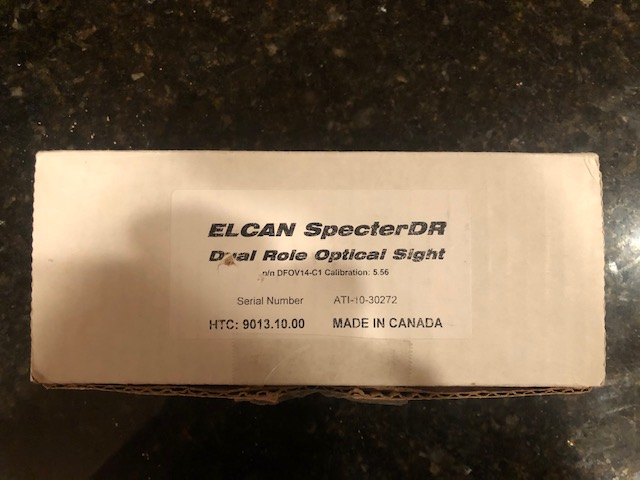 ELCAN SpecterDR
Dual Role Optical Sight
p/n DFOV14-C1 Calibration: 5.56
Serial Number ATI-10-30272
HTC: 9013.10.00 MADE IN CANADA